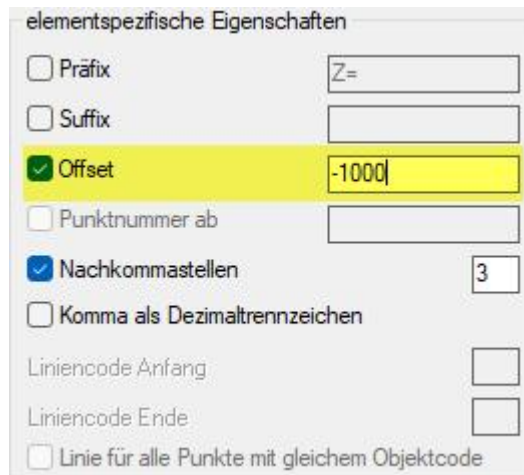 elementspezifische Eigenschaften
Präfix Z=
Suffix
Offset -1000
Punktnummer ab
Nachkommastellen 3
Komma als Dezimaltrennzeichen
Liniencode Anfang
Liniencode Ende
Linie für alle Punkte mit gleichem Objektcode